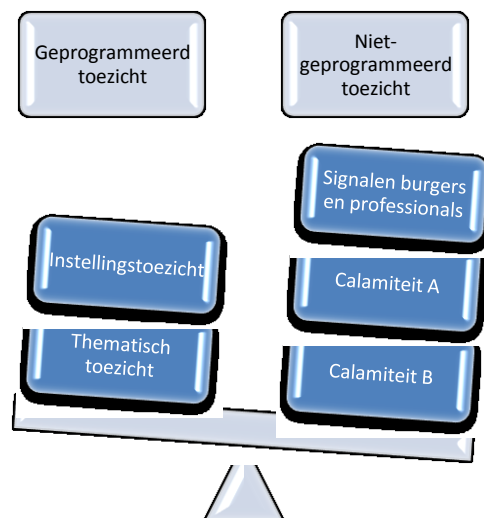 Geprogrammeerd
toezicht
Niet-
geprogrammeerd
toezicht
Signalen burgers
en professionals
Instellingstoezicht
Calamiteit A
Thematisch
toezicht
Calamiteit B